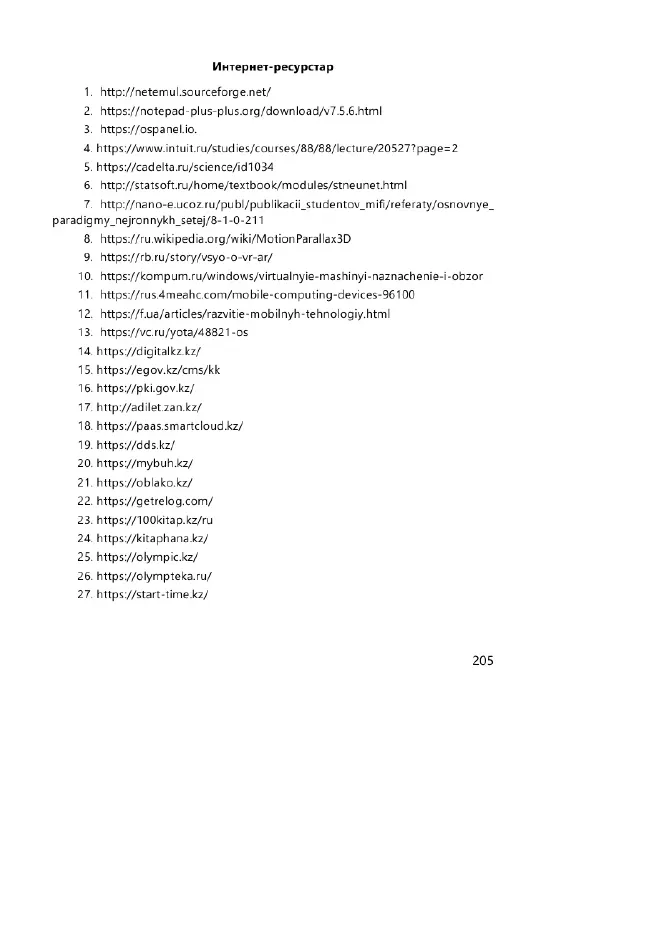 Интернет-ресурстар
1. http://netemul.sourceforge.net/
2. https://notepad-plus-plus.org/download/v7.5.6.html
3. https://ospanel.io.
4. https://www.intuit.ru/studies/courses/88/88/lecture/20527?page=2
5. https://cadelta.ru/science/id1034
6. http://statsoft.ru/home/textbook/modules/stneunet.html
7. http://nano-e.ucoz.ru/publ/publikacii_studentov_mifi/referaty/osnovnye_
paradigmy_nejronnykh_setej/8-1-0-211
8. https://ru.wikipedia.org/wiki/MotionParallax3D
9. https://rb.ru/story/vsyo-o-vr-ar/
10. https://kompum.ru/windows/virtualnyie-mashinyi-naznachenie-i-obzor
11. https://rus.4meahc.com/mobile-computing-devices-96100
12. https://f.ua/articles/razvitie-mobilnyh-tehnologiy.html
13. https://vc.ru/yota/48821-os
14. https://digitalkz.kz/
15. https://egov.kz/cms/kk
16. https://pki.gov.kz/
17. http://adilet.zan.kz/
18. https://paas.smartcloud.kz/
19. https://dds.kz/
20. https://mybuh.kz/
21. https://oblako.kz/
22. https://getrelog.com/
23. https://100kitap.kz/ru
24. https://kitaphana.kz/
25. https://olympic.kz/
26. https://olympteka.ru/
27. https://start-time.kz/
205